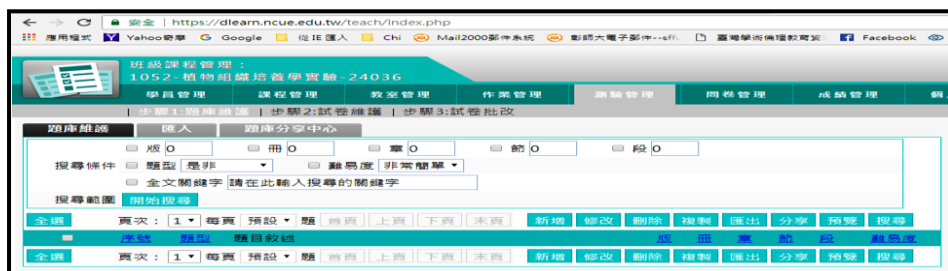 安全 | https://dlearn.ncue.edu.tw/teach/index.php
應用程式 Yahoo奇摩 Google 從IE匯入 Chi Mail2000郵件系統 彰師大電子郵件--sff 臺灣學術倫理教育資 Facebook
班級課程管理：
1052-植物組織培養學實驗-24036
學員管理 課程管理 教室管理 作業管理 測驗管理 問卷管理 成績管理 個
| 步驟1:題庫維護 | 步驟2:試卷維護 | 步驟3:試卷批改
題庫維護 匯入 題庫分享中心
版 0 冊 0 章 0 節 0 段 0
搜尋條件 題型 是非 難易度 非常簡單
全文關鍵字 請在此輸入搜尋的關鍵字
搜尋範圍 開始搜尋
全選 頁次： 1 每頁 預設 題 首頁 上頁 下頁 末頁 新增 修改 刪除 複製 匯出 分享 預覽 搜尋
序號 題型 題目敘述 版 冊 章 節 段 難易度
全選 頁次： 1 每頁 預設 題 首頁 上頁 下頁 末頁 新增 修改 刪除 複製 匯出 分享 預覽 搜尋